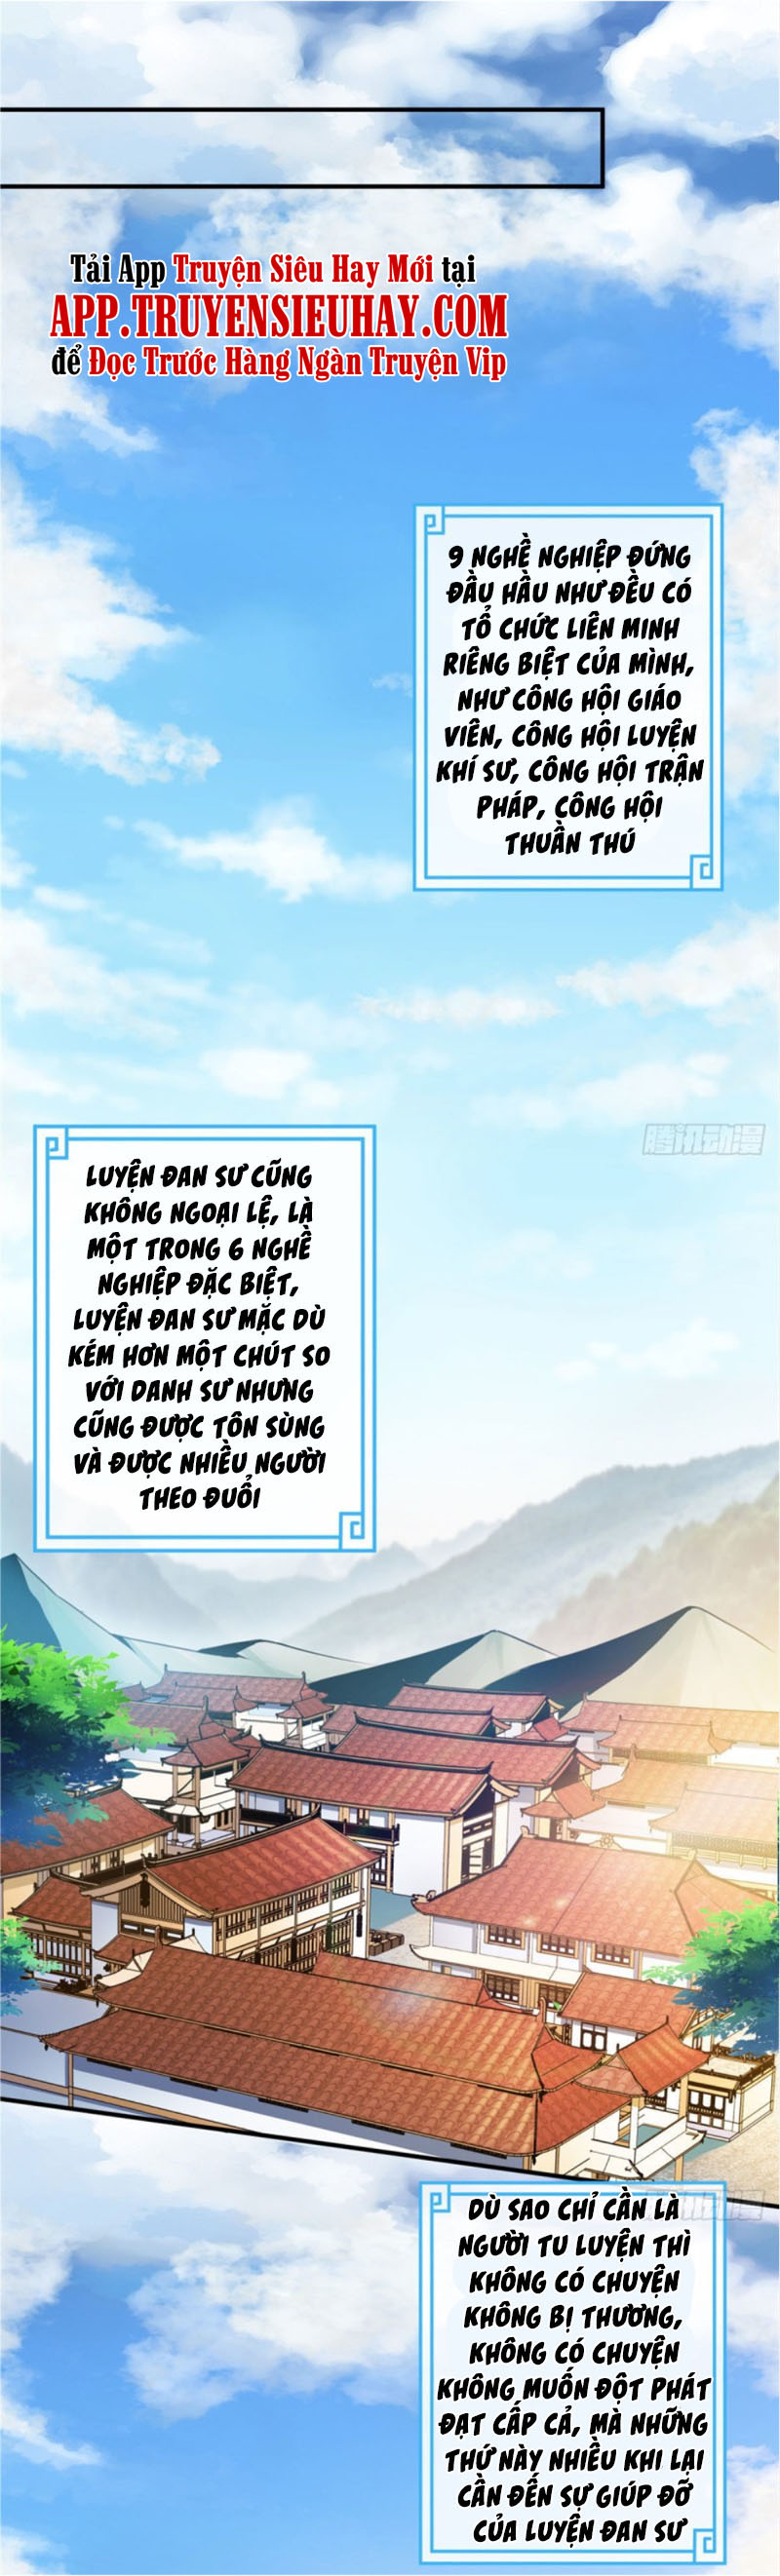 Tải App Truyện Siêu Hay Mới tại
APP.TRUYENSIEUHAY.COM
để Đọc Trước Hàng Ngàn Truyện Vip
9 NGHỀ NGHIỆP ĐỨNG
ĐẦU HẦU NHƯ ĐỀU CÓ
TỔ CHỨC LIÊN MINH
RIÊNG BIỆT CỦA MÌNH,
NHƯ CÔNG HỘI GIÁO
VIÊN, CÔNG HỘI LUYỆN
KHÍ SƯ, CÔNG HỘI TRẬN
PHÁP, CÔNG HỘI
THUẦN THÚ
腾讯动漫
LUYỆN ĐAN SƯ CŨNG
KHÔNG NGOẠI LỆ, LÀ
MỘT TRONG 6 NGHỀ
NGHIỆP ĐẶC BIỆT,
LUYỆN ĐAN SƯ MẶC DÙ
KÉM HƠN MỘT CHÚT SO
VỚI DANH SƯ NHƯNG
CŨNG ĐƯỢC TÔN SÙNG
VÀ ĐƯỢC NHIỀU NGƯỜI
THEO ĐUỔI
DÙ SAO CHỈ CẦN LÀ
NGƯỜI TU LUYỆN THÌ
KHÔNG CÓ CHUYỆN
KHÔNG BỊ THƯƠNG,
KHÔNG CÓ CHUYỆN
KHÔNG MUỐN ĐỘT PHÁT
ĐẠT CẤP CẢ, MÀ NHỮNG
THỨ NÀY NHIỀU KHI LẠI
CẦN ĐẾN SỰ GIÚP ĐỠ
CỦA LUYỆN ĐAN SƯ